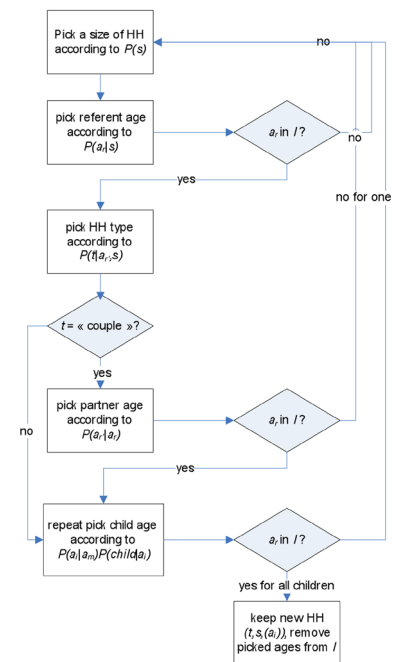 Pick a size of HH
according to P(s)
no
pick referent age
according to
P(aᵣ|s)
aᵣ in I ?
no
yes
no for one
pick HH type
according to
P(t|aᵣ,s)
t = « couple »?
yes
no
pick partner age
according to
P(aᵣ|aᵣ)
aᵣ in I ?
yes
repeat pick child age
according to
P(aᵢ|aₘ)P(child|aᵢ)
aᵣ in I ?
yes for all children
keep new HH
(t,s,(aᵢ)), remove
picked ages from I